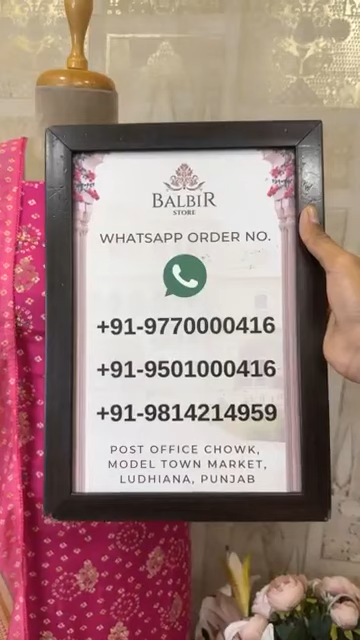 BALBIR
STORE
WHATSAPP ORDER NO.
+91-9770000416
+91-9501000416
+91-9814214959
POST OFFICE CHOWK,
MODEL TOWN MARKET,
LUDHIANA, PUNJAB